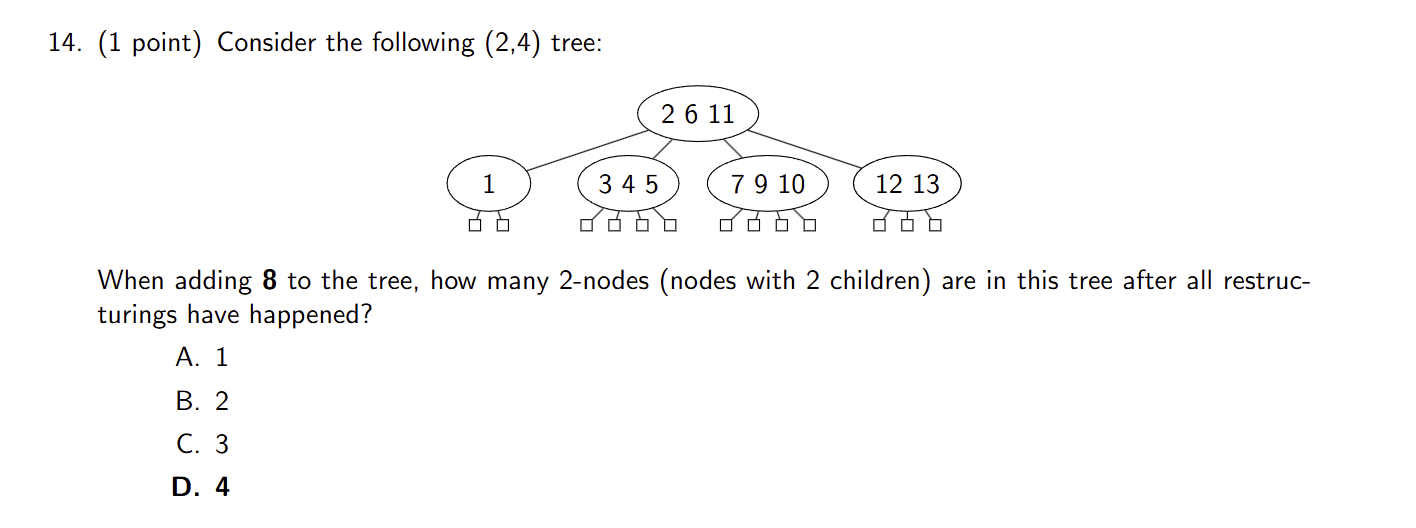 14. (1 point) Consider the following (2,4) tree:
2 6 11
1 3 4 5 7 9 10 12 13
When adding 8 to the tree, how many 2-nodes (nodes with 2 children) are in this tree after all restruc-
turings have happened?
A. 1
B. 2
C. 3
D. 4